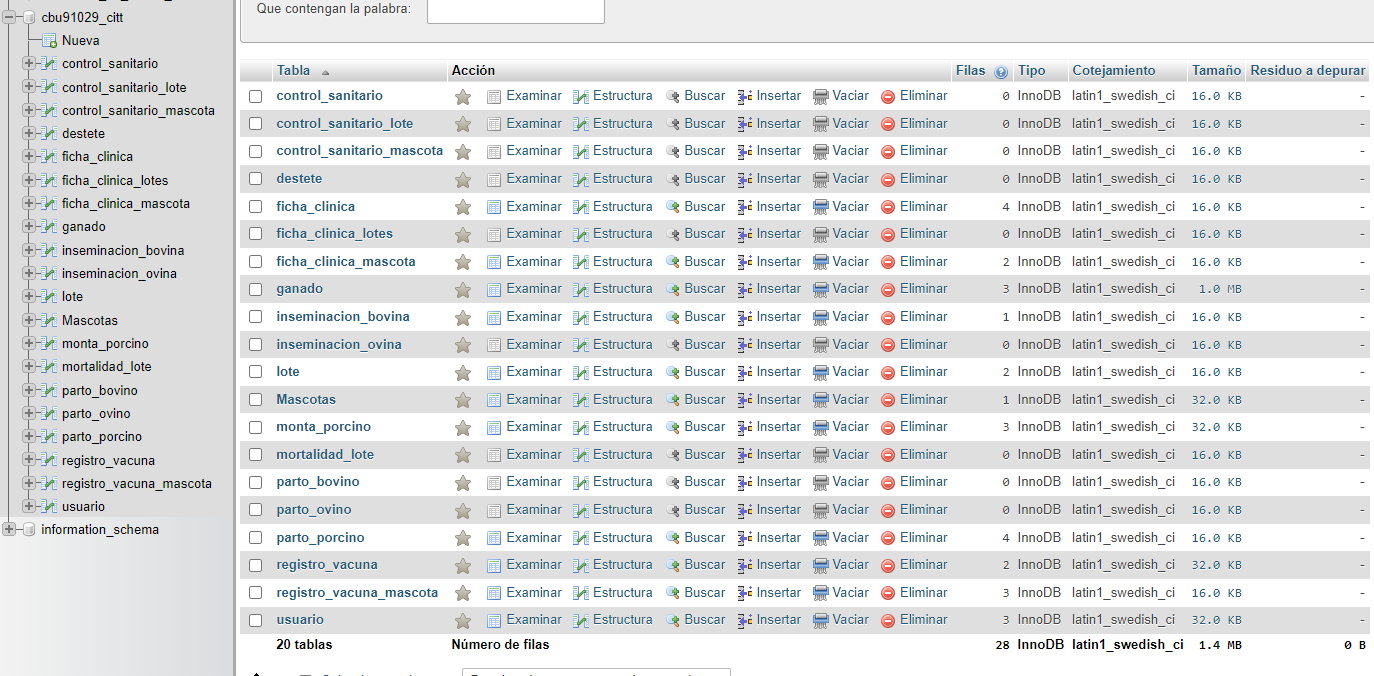 cbu91029_citt
Nueva
control_sanitario
control_sanitario_lote
control_sanitario_mascota
destete
ficha_clinica
ficha_clinica_lotes
ficha_clinica_mascota
ganado
inseminacion_bovina
inseminacion_ovina
lote
Mascotas
monta_porcino
mortalidad_lote
parto_bovino
parto_ovino
parto_porcino
registro_vacuna
registro_vacuna_mascota
usuario
information_schema
Que contengan la palabra:
Tabla Acción Filas Tipo Cotejamiento Tamaño Residuo a depurar
control_sanitario Examinar Estructura Buscar Insertar Vaciar Eliminar 0 InnoDB latin1_swedish_ci 16.0 KB -
control_sanitario_lote Examinar Estructura Buscar Insertar Vaciar Eliminar 0 InnoDB latin1_swedish_ci 16.0 KB -
control_sanitario_mascota Examinar Estructura Buscar Insertar Vaciar Eliminar 0 InnoDB latin1_swedish_ci 16.0 KB -
destete Examinar Estructura Buscar Insertar Vaciar Eliminar 0 InnoDB latin1_swedish_ci 16.0 KB -
ficha_clinica Examinar Estructura Buscar Insertar Vaciar Eliminar 4 InnoDB latin1_swedish_ci 16.0 KB -
ficha_clinica_lotes Examinar Estructura Buscar Insertar Vaciar Eliminar 0 InnoDB latin1_swedish_ci 16.0 KB -
ficha_clinica_mascota Examinar Estructura Buscar Insertar Vaciar Eliminar 2 InnoDB latin1_swedish_ci 16.0 KB -
ganado Examinar Estructura Buscar Insertar Vaciar Eliminar 3 InnoDB latin1_swedish_ci 1.0 MB -
inseminacion_bovina Examinar Estructura Buscar Insertar Vaciar Eliminar 1 InnoDB latin1_swedish_ci 16.0 KB -
inseminacion_ovina Examinar Estructura Buscar Insertar Vaciar Eliminar 0 InnoDB latin1_swedish_ci 16.0 KB -
lote Examinar Estructura Buscar Insertar Vaciar Eliminar 2 InnoDB latin1_swedish_ci 16.0 KB -
Mascotas Examinar Estructura Buscar Insertar Vaciar Eliminar 1 InnoDB latin1_swedish_ci 32.0 KB -
monta_porcino Examinar Estructura Buscar Insertar Vaciar Eliminar 3 InnoDB latin1_swedish_ci 32.0 KB -
mortalidad_lote Examinar Estructura Buscar Insertar Vaciar Eliminar 0 InnoDB latin1_swedish_ci 16.0 KB -
parto_bovino Examinar Estructura Buscar Insertar Vaciar Eliminar 0 InnoDB latin1_swedish_ci 16.0 KB -
parto_ovino Examinar Estructura Buscar Insertar Vaciar Eliminar 0 InnoDB latin1_swedish_ci 16.0 KB -
parto_porcino Examinar Estructura Buscar Insertar Vaciar Eliminar 4 InnoDB latin1_swedish_ci 16.0 KB -
registro_vacuna Examinar Estructura Buscar Insertar Vaciar Eliminar 2 InnoDB latin1_swedish_ci 32.0 KB -
registro_vacuna_mascota Examinar Estructura Buscar Insertar Vaciar Eliminar 3 InnoDB latin1_swedish_ci 16.0 KB -
usuario Examinar Estructura Buscar Insertar Vaciar Eliminar 3 InnoDB latin1_swedish_ci 32.0 KB -
20 tablas Número de filas 28 InnoDB latin1_swedish_ci 1.4 MB 0 B